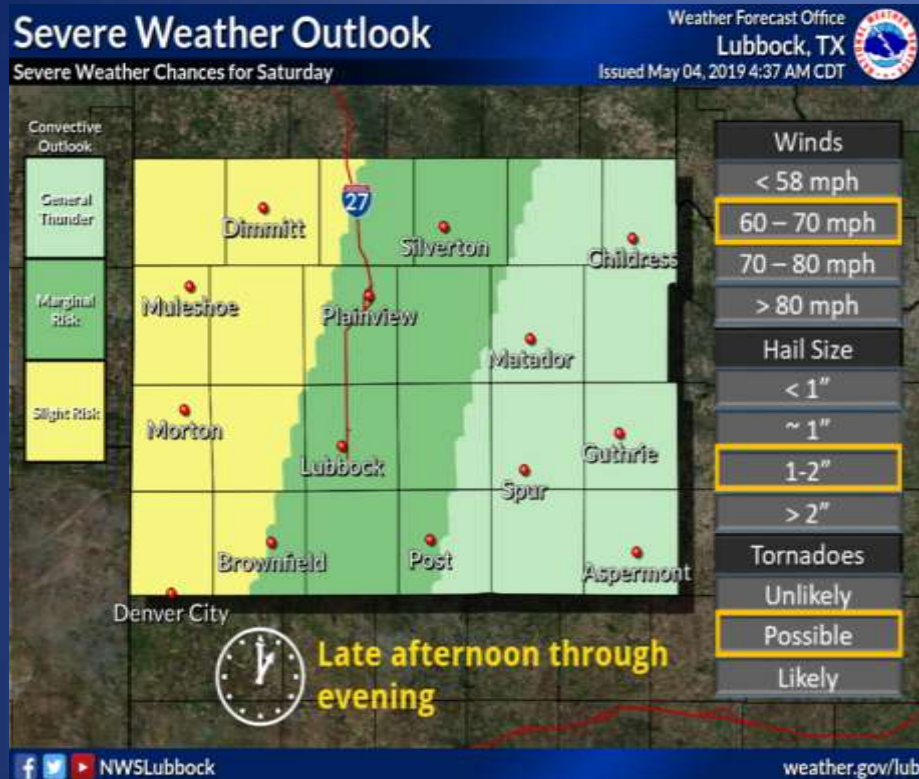 Severe Weather Outlook
Severe Weather Chances for Saturday
Weather Forecast Office
Lubbock, TX
Issued May 04, 2019 4:37 AM CDT
Convective
Outlook
General
Thunder
Marginal
Risk
Slight Risk
27
Dimmitt
Silverton
Childress
Muleshoe
Plainview
Matador
Morton
Lubbock
Guthrie
Spur
Brownfield
Post
Aspermont
Denver City
Late afternoon through
evening
Winds
< 58 mph
60 – 70 mph
70 – 80 mph
> 80 mph
Hail Size
< 1”
~ 1”
1-2”
> 2”
Tornadoes
Unlikely
Possible
Likely
NWSLubbock
weather.gov/lub